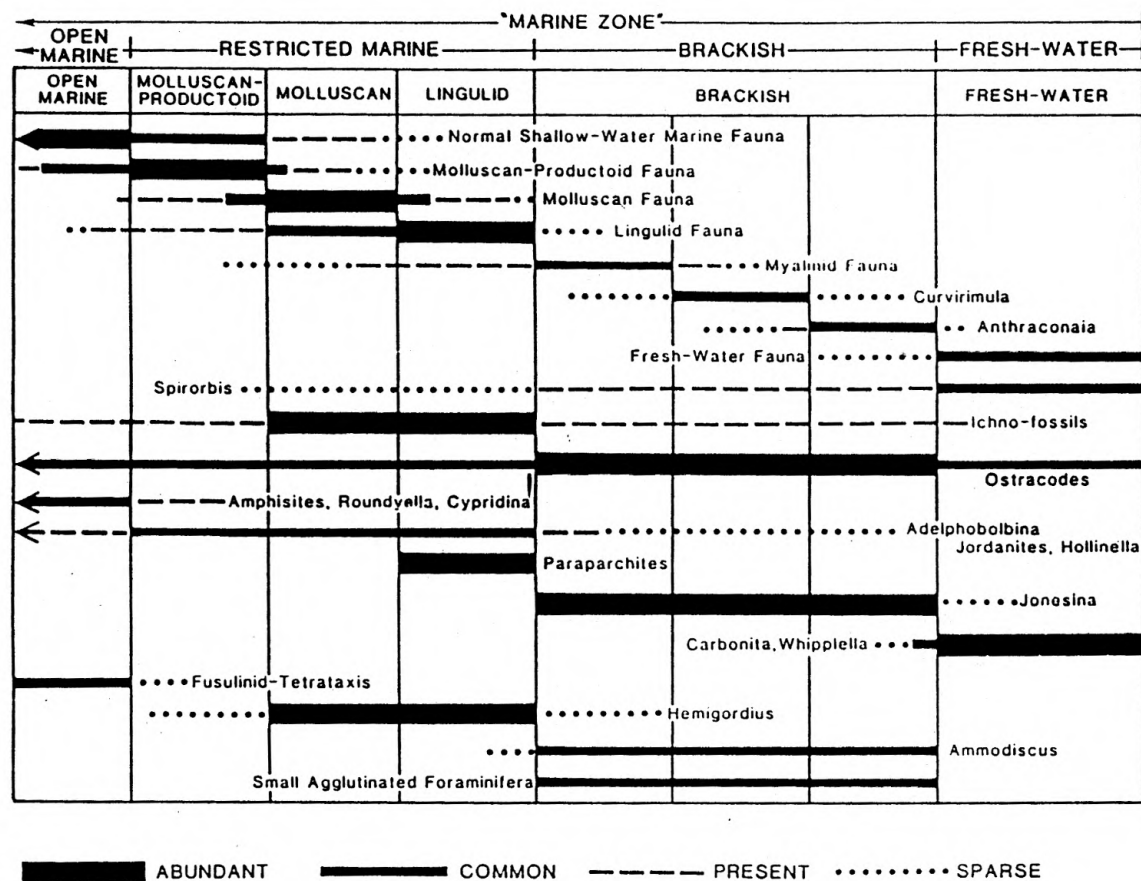 "MARINE ZONE"
OPEN MARINE
RESTRICTED MARINE
BRACKISH
FRESH-WATER
OPEN MARINE
MOLLUSCAN-PRODUCTOID
MOLLUSCAN
LINGULID
BRACKISH
FRESH-WATER
Normal Shallow-Water Marine Fauna
Molluscan-Productoid Fauna
Molluscan Fauna
Lingulid Fauna
Myalinid Fauna
Curvirimula
Anthraconaia
Fresh-Water Fauna
Spirorbis
Ichno-fossils
Ostracodes
Amphisites, Roundyella, Cypridina
Adelphobolbina
Jordanites, Hollinella
Paraparchites
Jonesina
Carbonita, Whipplella
Fusulinid-Tetrataxis
Hemigordius
Ammodiscus
Small Agglutinated Foraminifera
ABUNDANT
COMMON
PRESENT
SPARSE